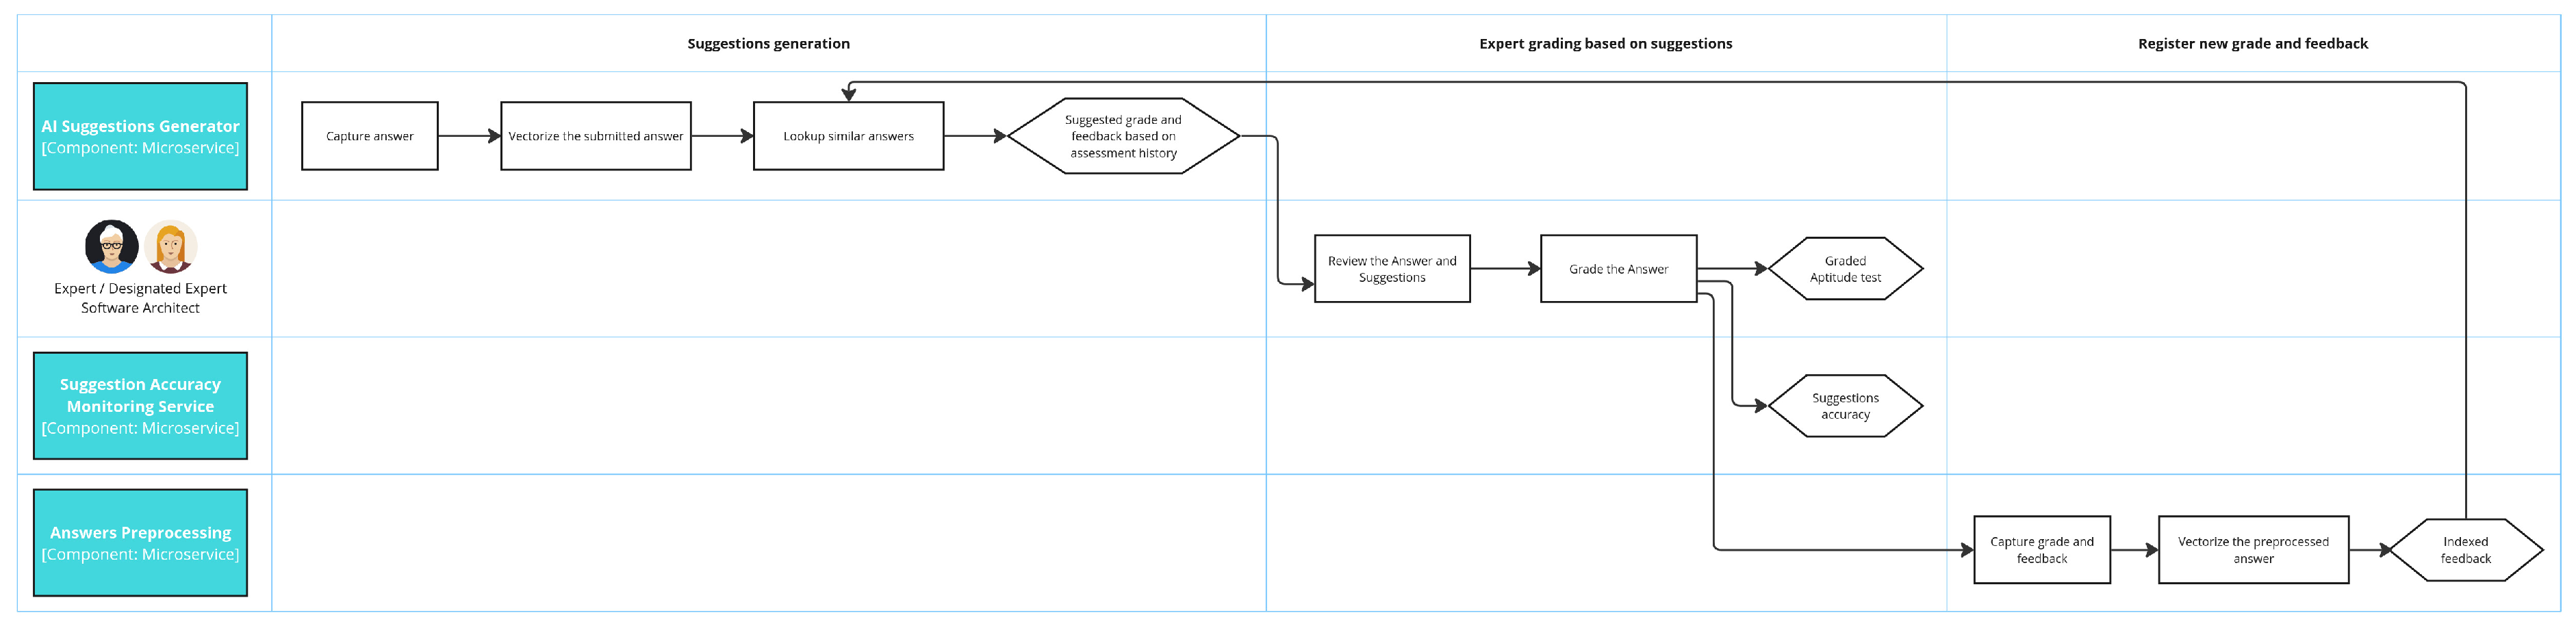 Suggestions generation
Expert grading based on suggestions
Register new grade and feedback
AI Suggestions Generator
[Component: Microservice]
Capture answer
Vectorize the submitted answer
Lookup similar answers
Suggested grade and
feedback based on
assessment history
Expert / Designated Expert
Software Architect
Review the Answer and
Suggestions
Grade the Answer
Graded
Aptitude test
Suggestion Accuracy
Monitoring Service
[Component: Microservice]
Suggestions
accuracy
Answers Preprocessing
[Component: Microservice]
Capture grade and
feedback
Vectorize the preprocessed
answer
Indexed
feedback